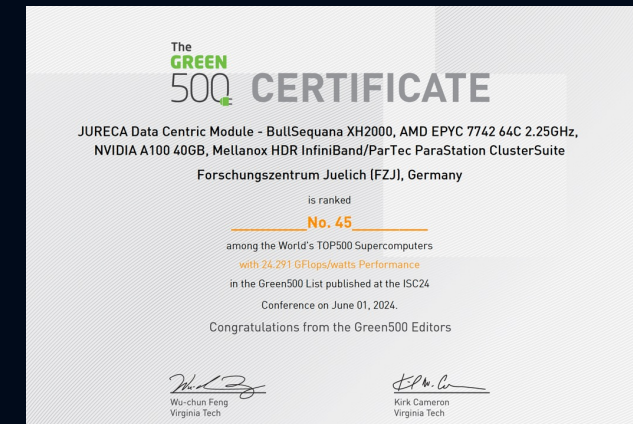 The
GREEN
500 CERTIFICATE
JURECA Data Centric Module - BullSequana XH2000, AMD EPYC 7742 64C 2.25GHz,
NVIDIA A100 40GB, Mellanox HDR InfiniBand/ParTec ParaStation ClusterSuite
Forschungszentrum Juelich (FZJ), Germany
is ranked
No. 45
among the World's TOP500 Supercomputers
with 24.291 GFlops/watts Performance
in the Green500 List published at the ISC24
Conference on June 01, 2024.
Congratulations from the Green500 Editors
Wu-chun Feng
Virginia Tech
Kirk Cameron
Virginia Tech